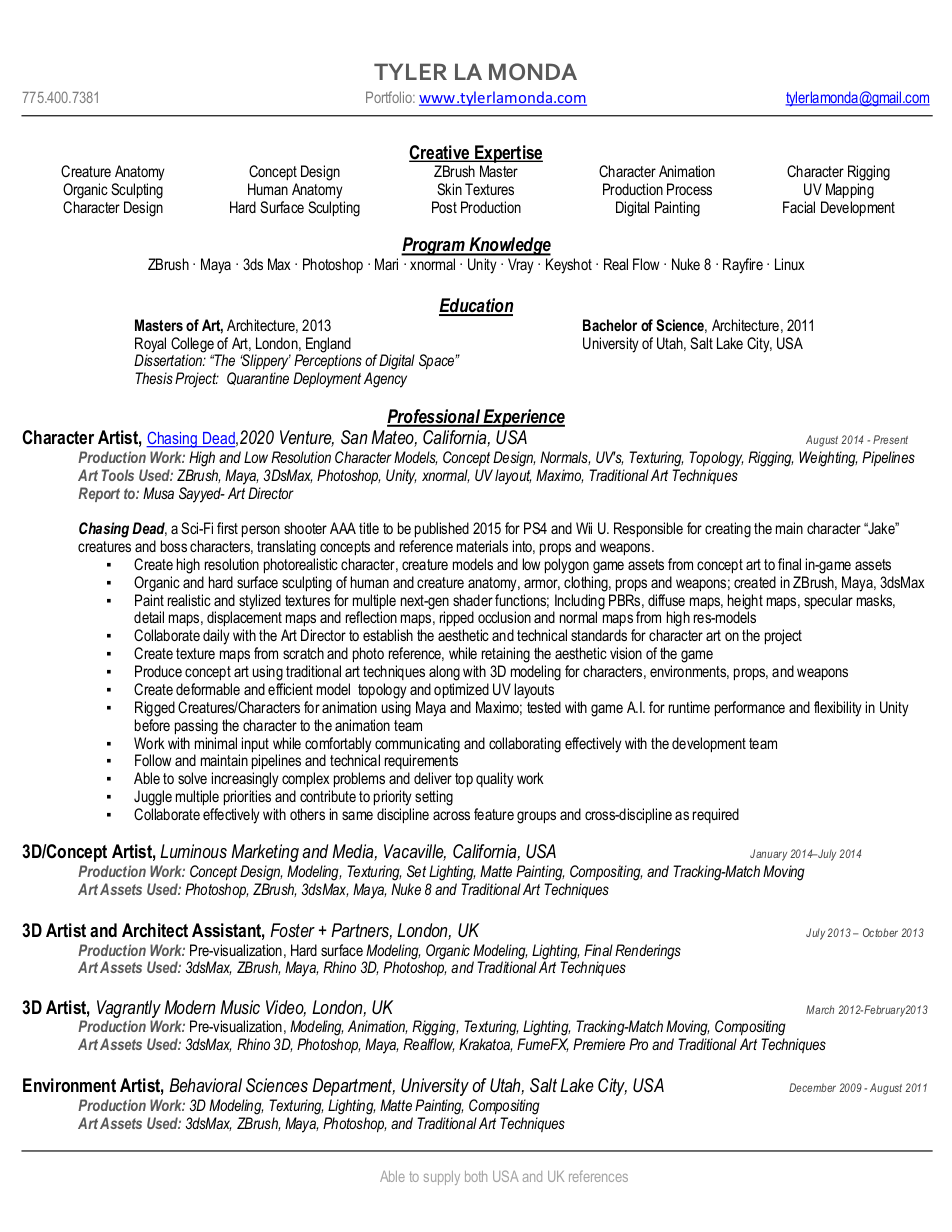 TYLER LA MONDA
775.400.7381 Portfolio: www.tylerlamonda.com tylerlamonda@gmail.com
Creative Expertise
Creature Anatomy Concept Design ZBrush Master Character Animation Character Rigging
Organic Sculpting Human Anatomy Skin Textures Production Process UV Mapping
Character Design Hard Surface Sculpting Post Production Digital Painting Facial Development
Program Knowledge
ZBrush · Maya · 3ds Max · Photoshop · Mari · xnormal · Unity · Vray · Keyshot · Real Flow · Nuke 8 · Rayfire · Linux
Education
Masters of Art, Architecture, 2013 Bachelor of Science, Architecture, 2011
Royal College of Art, London, England University of Utah, Salt Lake City, USA
Dissertation: “The ‘Slippery’ Perceptions of Digital Space”
Thesis Project: Quarantine Deployment Agency
Professional Experience
Character Artist, Chasing Dead,2020 Venture, San Mateo, California, USA August 2014 - Present
Production Work: High and Low Resolution Character Models, Concept Design, Normals, UV's, Texturing, Topology, Rigging, Weighting, Pipelines
Art Tools Used: ZBrush, Maya, 3DsMax, Photoshop, Unity, xnormal, UV layout, Maximo, Traditional Art Techniques
Report to: Musa Sayyed- Art Director
Chasing Dead, a Sci-Fi first person shooter AAA title to be published 2015 for PS4 and Wii U. Responsible for creating the main character “Jake”
creatures and boss characters, translating concepts and reference materials into, props and weapons.
▪ Create high resolution photorealistic character, creature models and low polygon game assets from concept art to final in-game assets
▪ Organic and hard surface sculpting of human and creature anatomy, armor, clothing, props and weapons; created in ZBrush, Maya, 3dsMax
▪ Paint realistic and stylized textures for multiple next-gen shader functions; Including PBRs, diffuse maps, height maps, specular masks,
detail maps, displacement maps and reflection maps, ripped occlusion and normal maps from high res-models
▪ Collaborate daily with the Art Director to establish the aesthetic and technical standards for character art on the project
▪ Create texture maps from scratch and photo reference, while retaining the aesthetic vision of the game
▪ Produce concept art using traditional art techniques along with 3D modeling for characters, environments, props, and weapons
▪ Create deformable and efficient model topology and optimized UV layouts
▪ Rigged Creatures/Characters for animation using Maya and Maximo; tested with game A.I. for runtime performance and flexibility in Unity
before passing the character to the animation team
▪ Work with minimal input while comfortably communicating and collaborating effectively with the development team
▪ Follow and maintain pipelines and technical requirements
▪ Able to solve increasingly complex problems and deliver top quality work
▪ Juggle multiple priorities and contribute to priority setting
▪ Collaborate effectively with others in same discipline across feature groups and cross-discipline as required
3D/Concept Artist, Luminous Marketing and Media, Vacaville, California, USA January 2014–July 2014
Production Work: Concept Design, Modeling, Texturing, Set Lighting, Matte Painting, Compositing, and Tracking-Match Moving
Art Assets Used: Photoshop, ZBrush, 3dsMax, Maya, Nuke 8 and Traditional Art Techniques
3D Artist and Architect Assistant, Foster + Partners, London, UK July 2013 – October 2013
Production Work: Pre-visualization, Hard surface Modeling, Organic Modeling, Lighting, Final Renderings
Art Assets Used: 3dsMax, ZBrush, Maya, Rhino 3D, Photoshop, and Traditional Art Techniques
3D Artist, Vagrantly Modern Music Video, London, UK March 2012-February2013
Production Work: Pre-visualization, Modeling, Animation, Rigging, Texturing, Lighting, Tracking-Match Moving, Compositing
Art Assets Used: 3dsMax, Rhino 3D, Photoshop, Maya, Realflow, Krakatoa, FumeFX, Premiere Pro and Traditional Art Techniques
Environment Artist, Behavioral Sciences Department, University of Utah, Salt Lake City, USA December 2009 - August 2011
Production Work: 3D Modeling, Texturing, Lighting, Matte Painting, Compositing
Art Assets Used: 3dsMax, ZBrush, Maya, Photoshop, and Traditional Art Techniques
Able to supply both USA and UK references